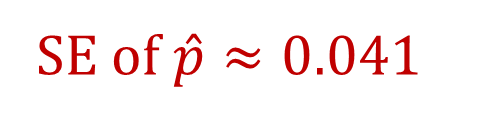 SE of p̂ ≈ 0.041